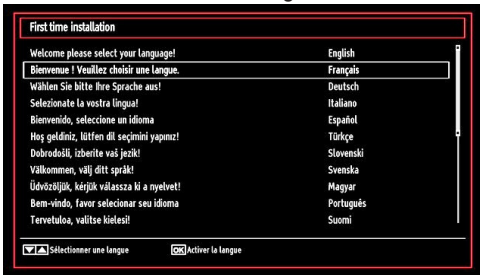 First time installation
Welcome please select your language! English
Bienvenue ! Veuillez choisir une langue. Français
Wählen Sie bitte Ihre Sprache aus! Deutsch
Selezionate la vostra lingua! Italiano
Bienvenido, seleccione un idioma Español
Hoş geldiniz, lütfen dil seçimini yapınız! Türkçe
Dobrodošli, izberite vaš jezik! Slovenski
Välkommen, välj ditt språk! Svenska
Üdvözöljük, kérjük válassza ki a nyelvet! Magyar
Bem-vindo, favor selecionar seu idioma Português
Tervetuloa, valitse kielesi! Suomi
Sélectionner une langue OK Activer la langue